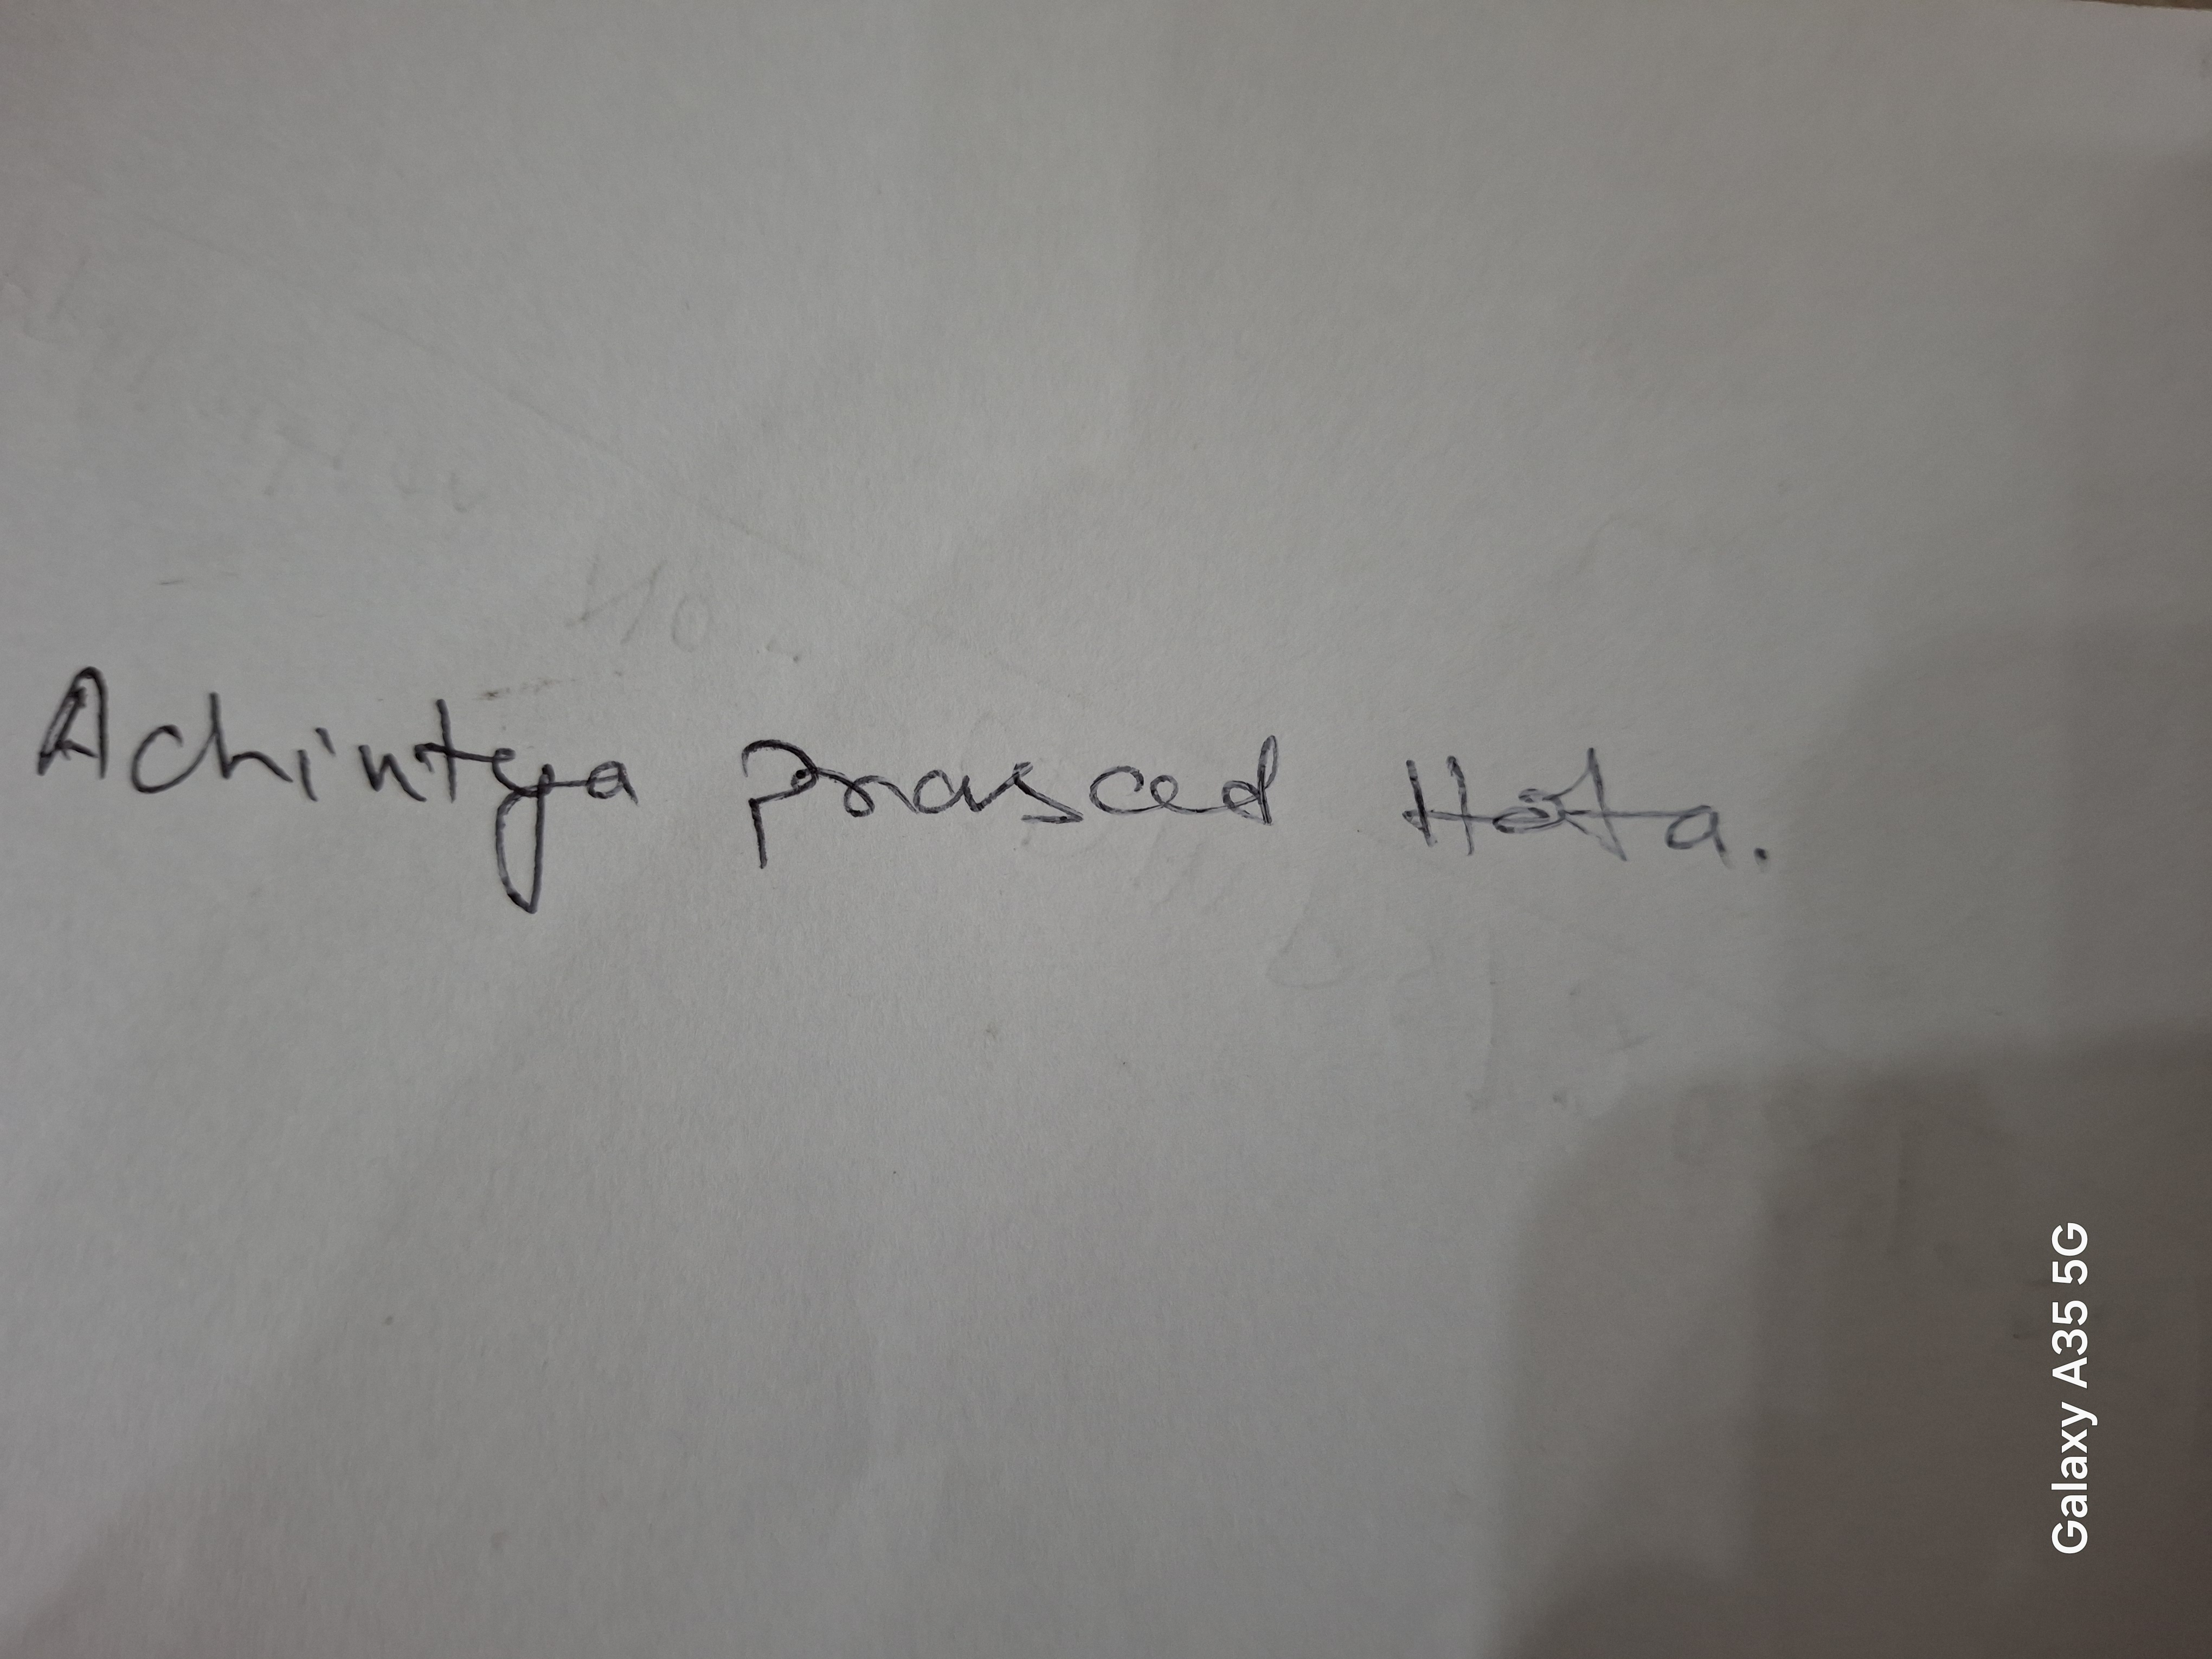 Achintya Prasad Hota.
Galaxy A35 5G